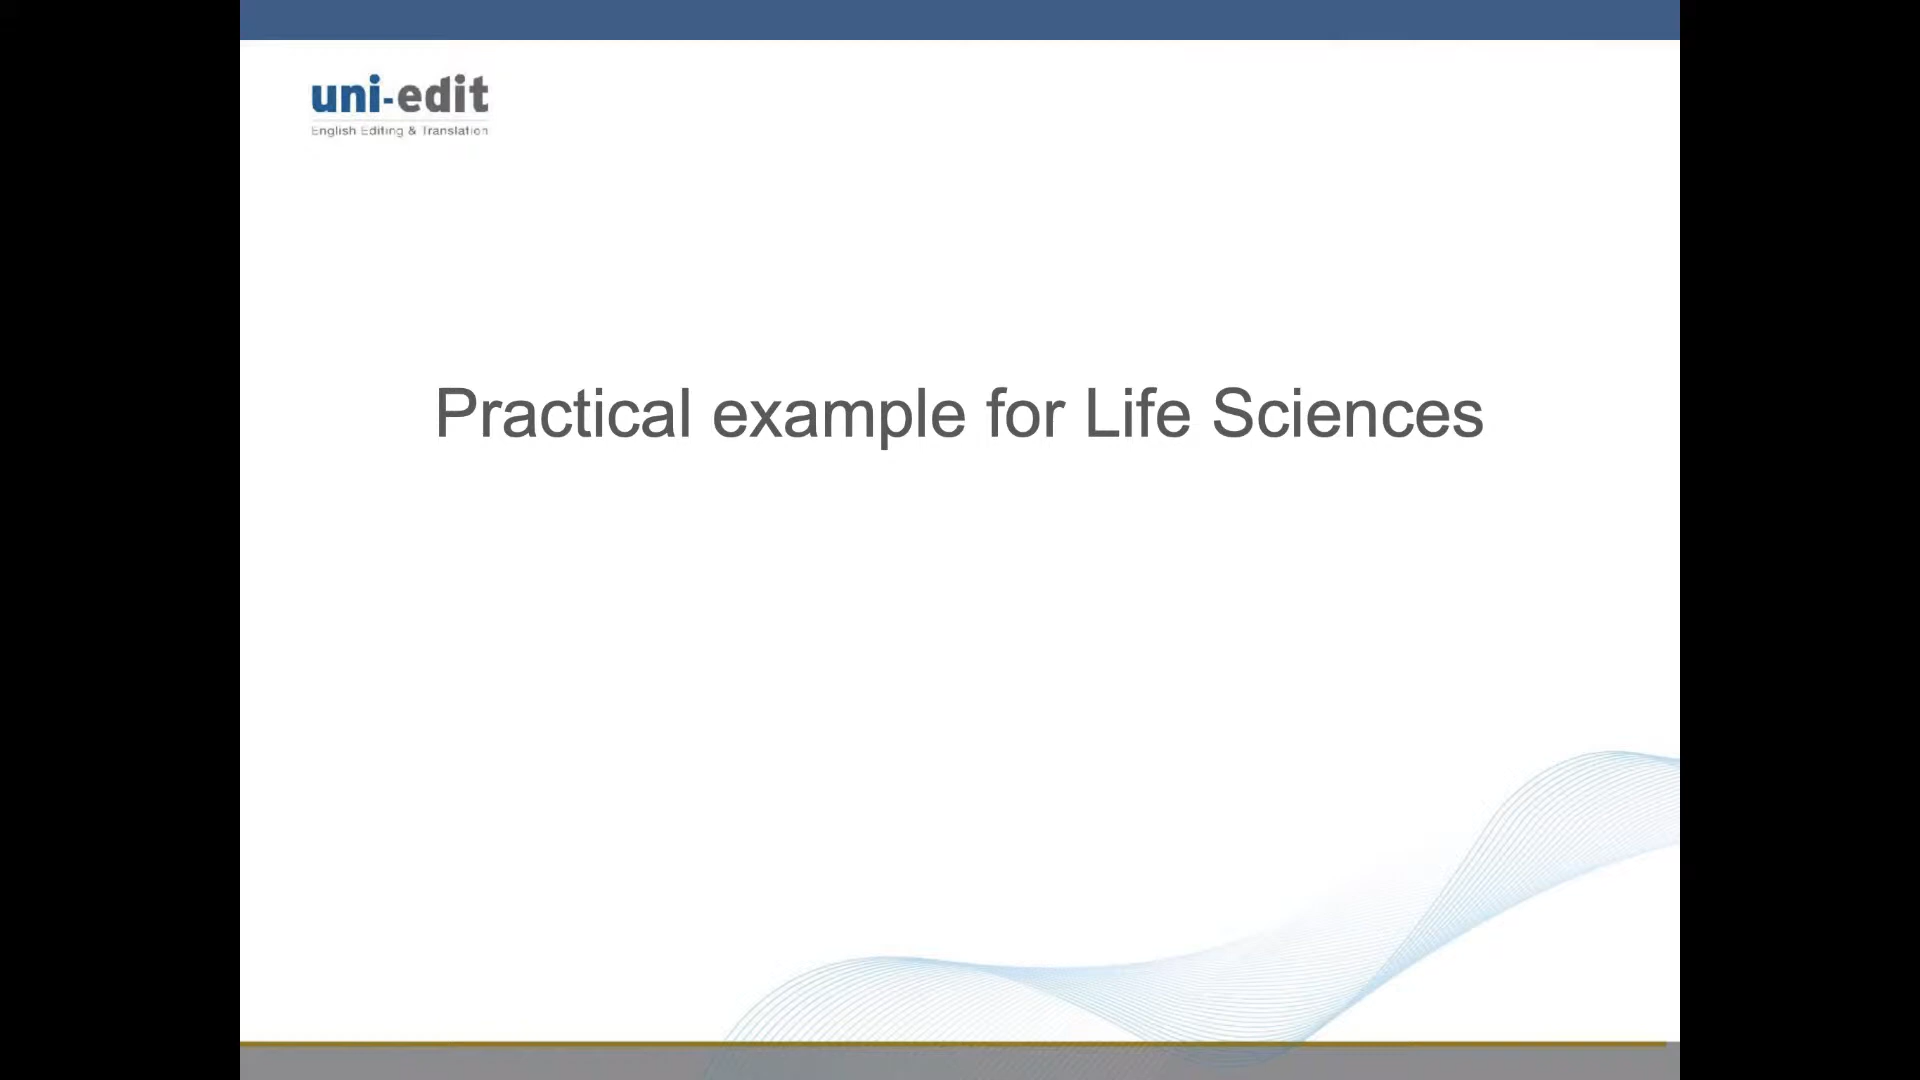 uni-edit
English Editing & Translation
Practical example for Life Sciences